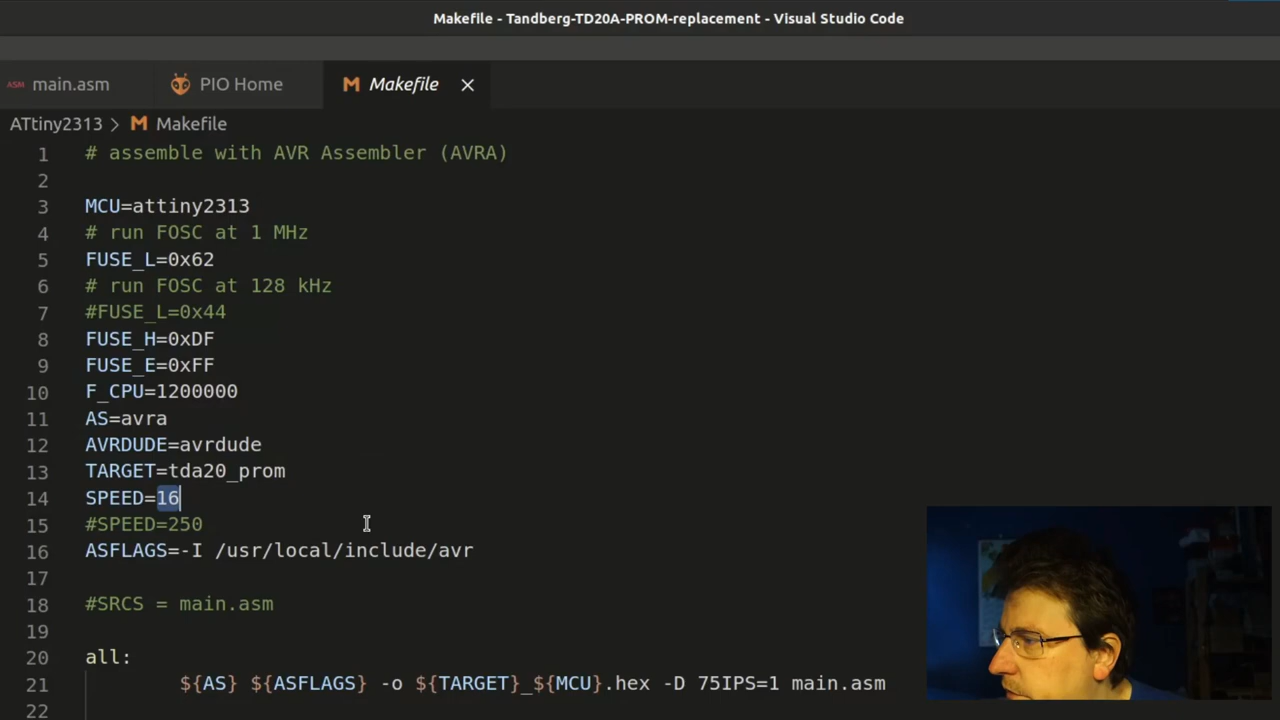 Makefile - Tandberg-TD20A-PROM-replacement - Visual Studio Code
ASM main.asm PIO Home M Makefile ×
ATtiny2313 > M Makefile
1 # assemble with AVR Assembler (AVRA)
2
3 MCU=attiny2313
4 # run FOSC at 1 MHz
5 FUSE_L=0x62
6 # run FOSC at 128 kHz
7 #FUSE_L=0x44
8 FUSE_H=0xDF
9 FUSE_E=0xFF
10 F_CPU=1200000
11 AS=avra
12 AVRDUDE=avrdude
13 TARGET=tda20_prom
14 SPEED=16
15 #SPEED=250
16 ASFLAGS=-I /usr/local/include/avr
17
18 #SRCS = main.asm
19
20 all:
21 ${AS} ${ASFLAGS} -o ${TARGET}_${MCU}.hex -D 75IPS=1 main.asm
22